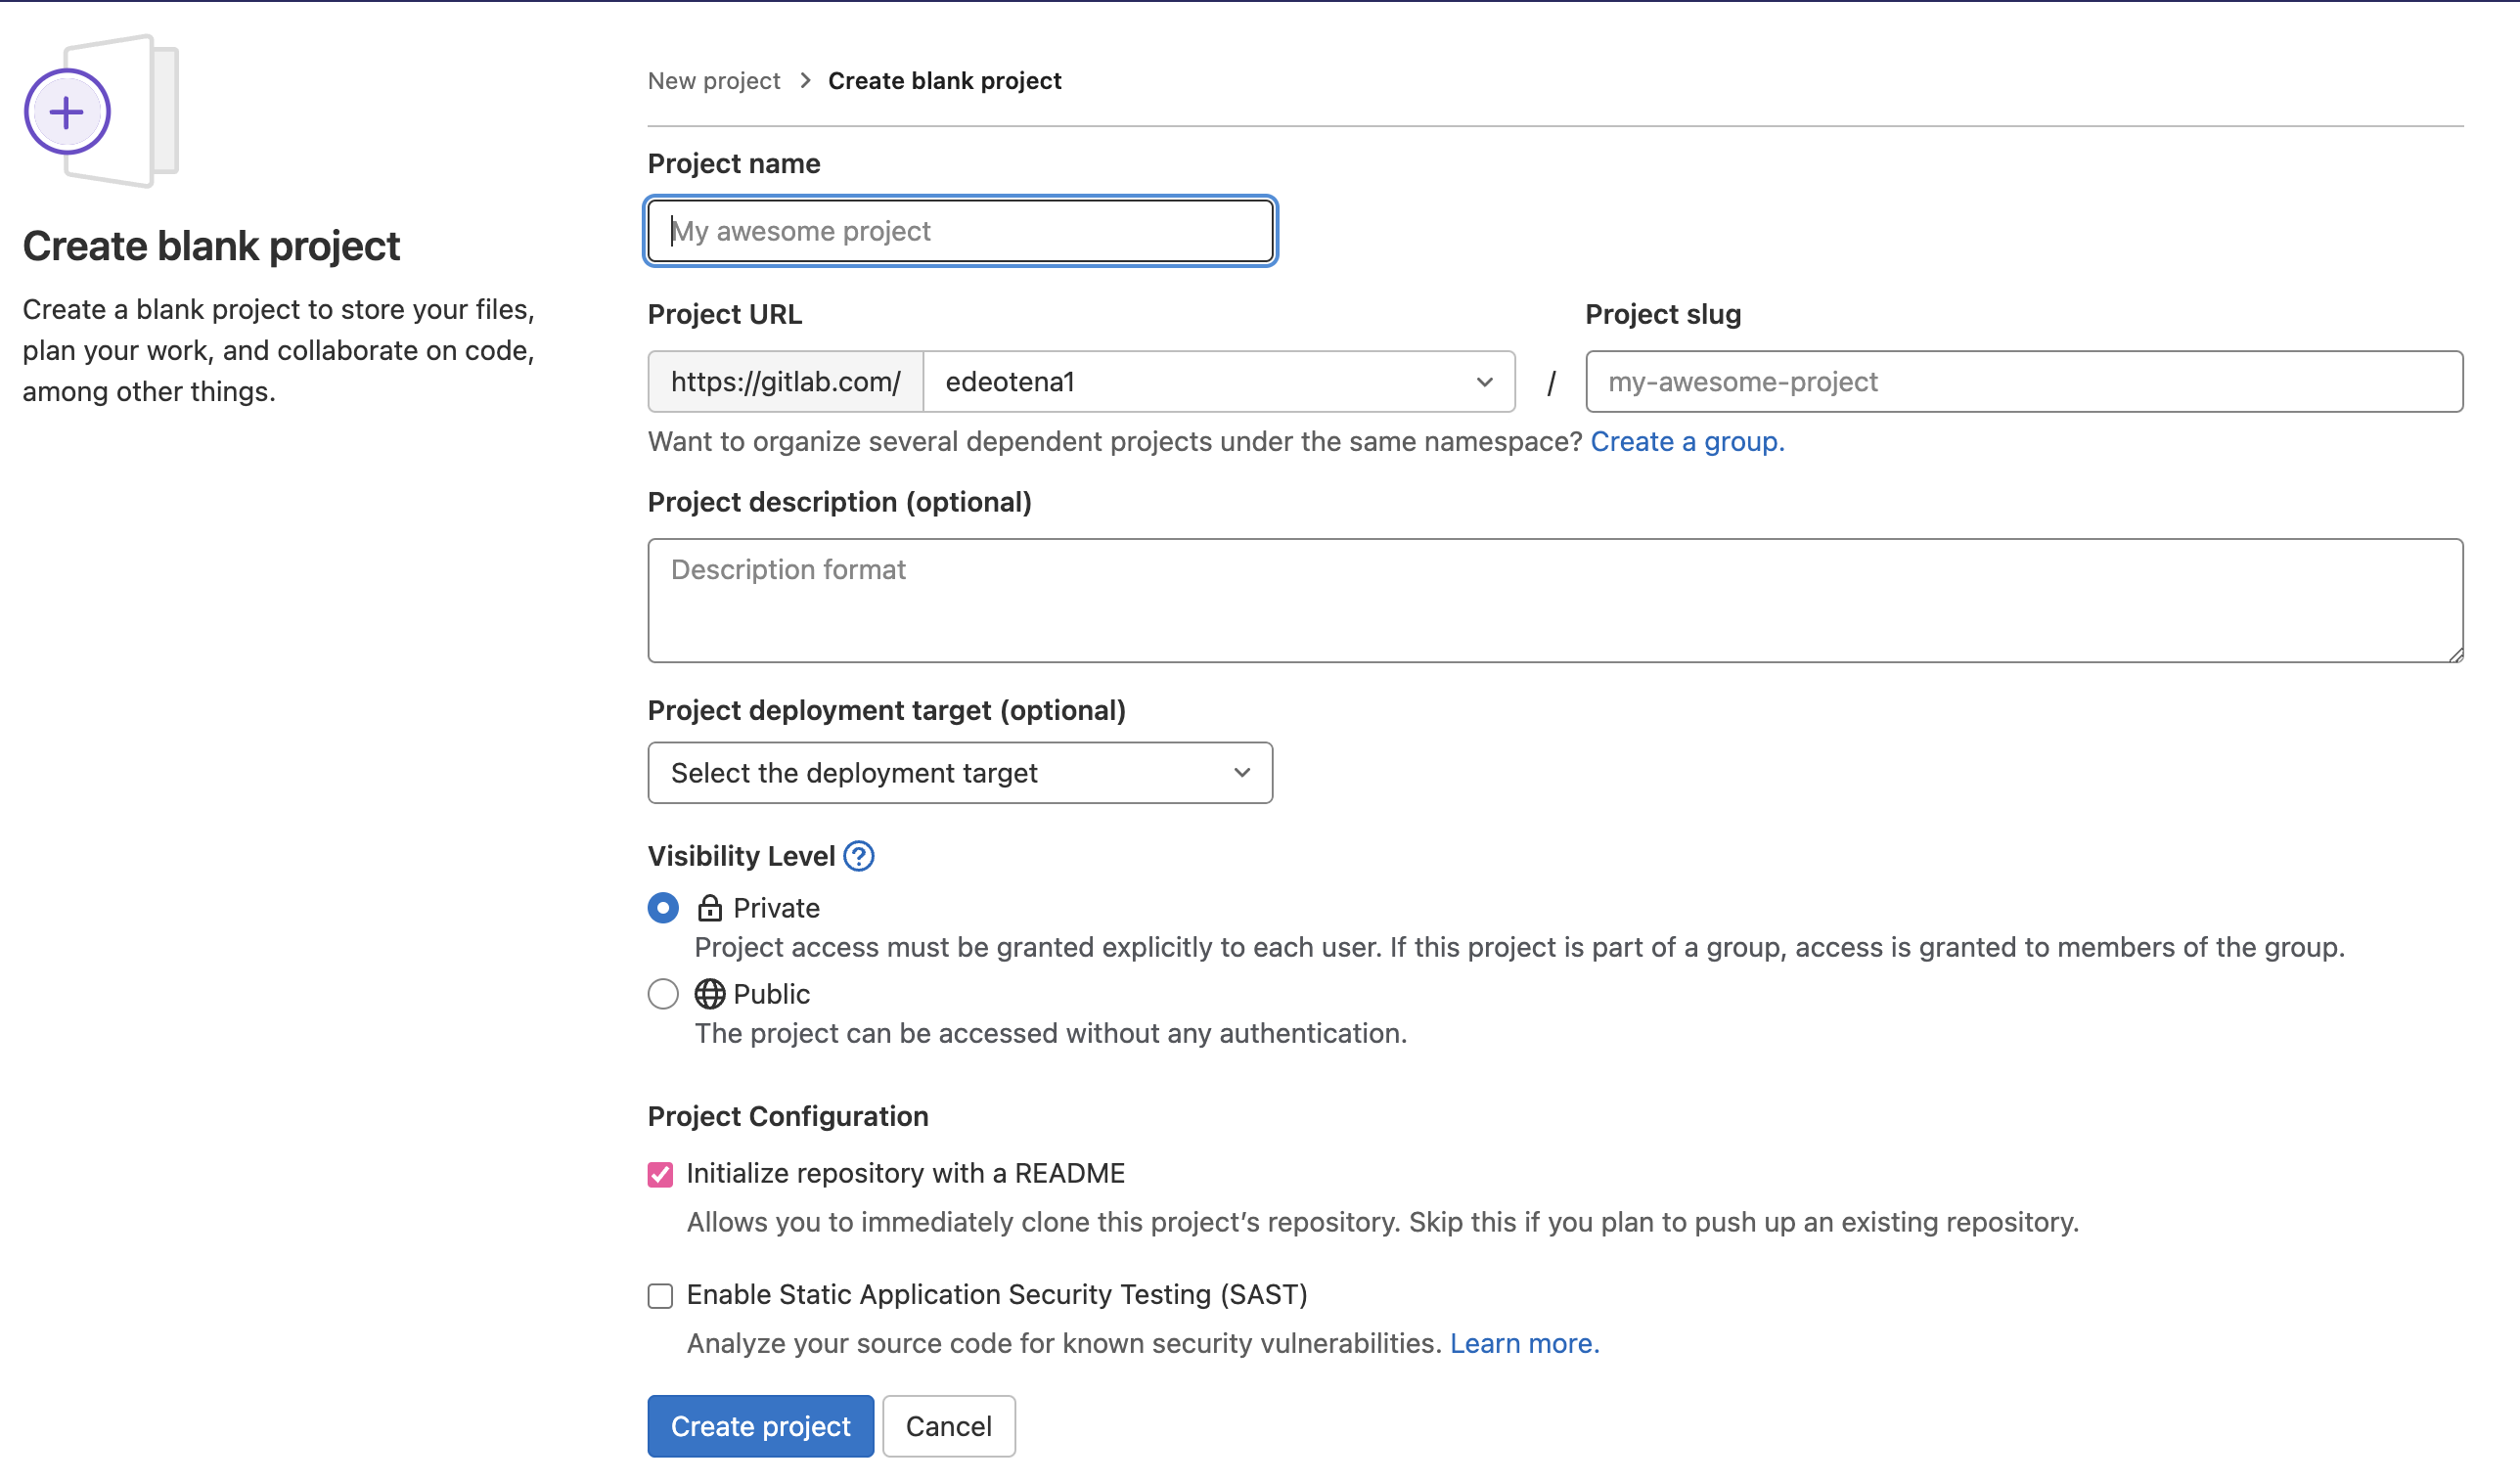 Create blank project
Create a blank project to store your files,
plan your work, and collaborate on code,
among other things.
New project > Create blank project
Project name
My awesome project
Project URL
Project slug
https://gitlab.com/ edeotena1 / my-awesome-project
Want to organize several dependent projects under the same namespace? Create a group.
Project description (optional)
Description format
Project deployment target (optional)
Select the deployment target
Visibility Level ?
Private
Project access must be granted explicitly to each user. If this project is part of a group, access is granted to members of the group.
Public
The project can be accessed without any authentication.
Project Configuration
Initialize repository with a README
Allows you to immediately clone this project’s repository. Skip this if you plan to push up an existing repository.
Enable Static Application Security Testing (SAST)
Analyze your source code for known security vulnerabilities. Learn more.
Create project
Cancel